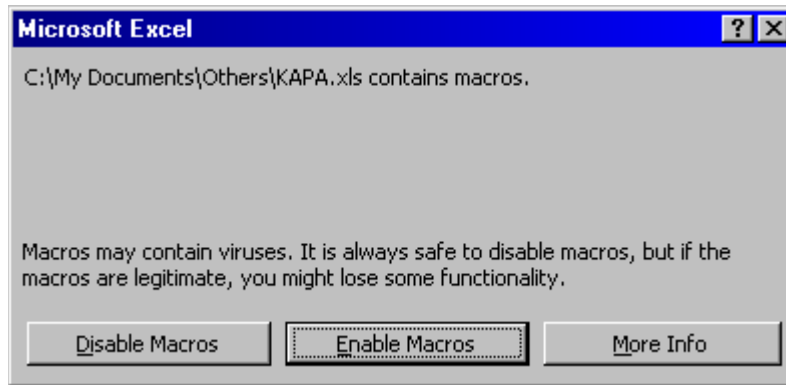 Microsoft Excel
C:\My Documents\Others\KAPA.xls contains macros.
Macros may contain viruses. It is always safe to disable macros, but if the
macros are legitimate, you might lose some functionality.
Disable Macros Enable Macros More Info